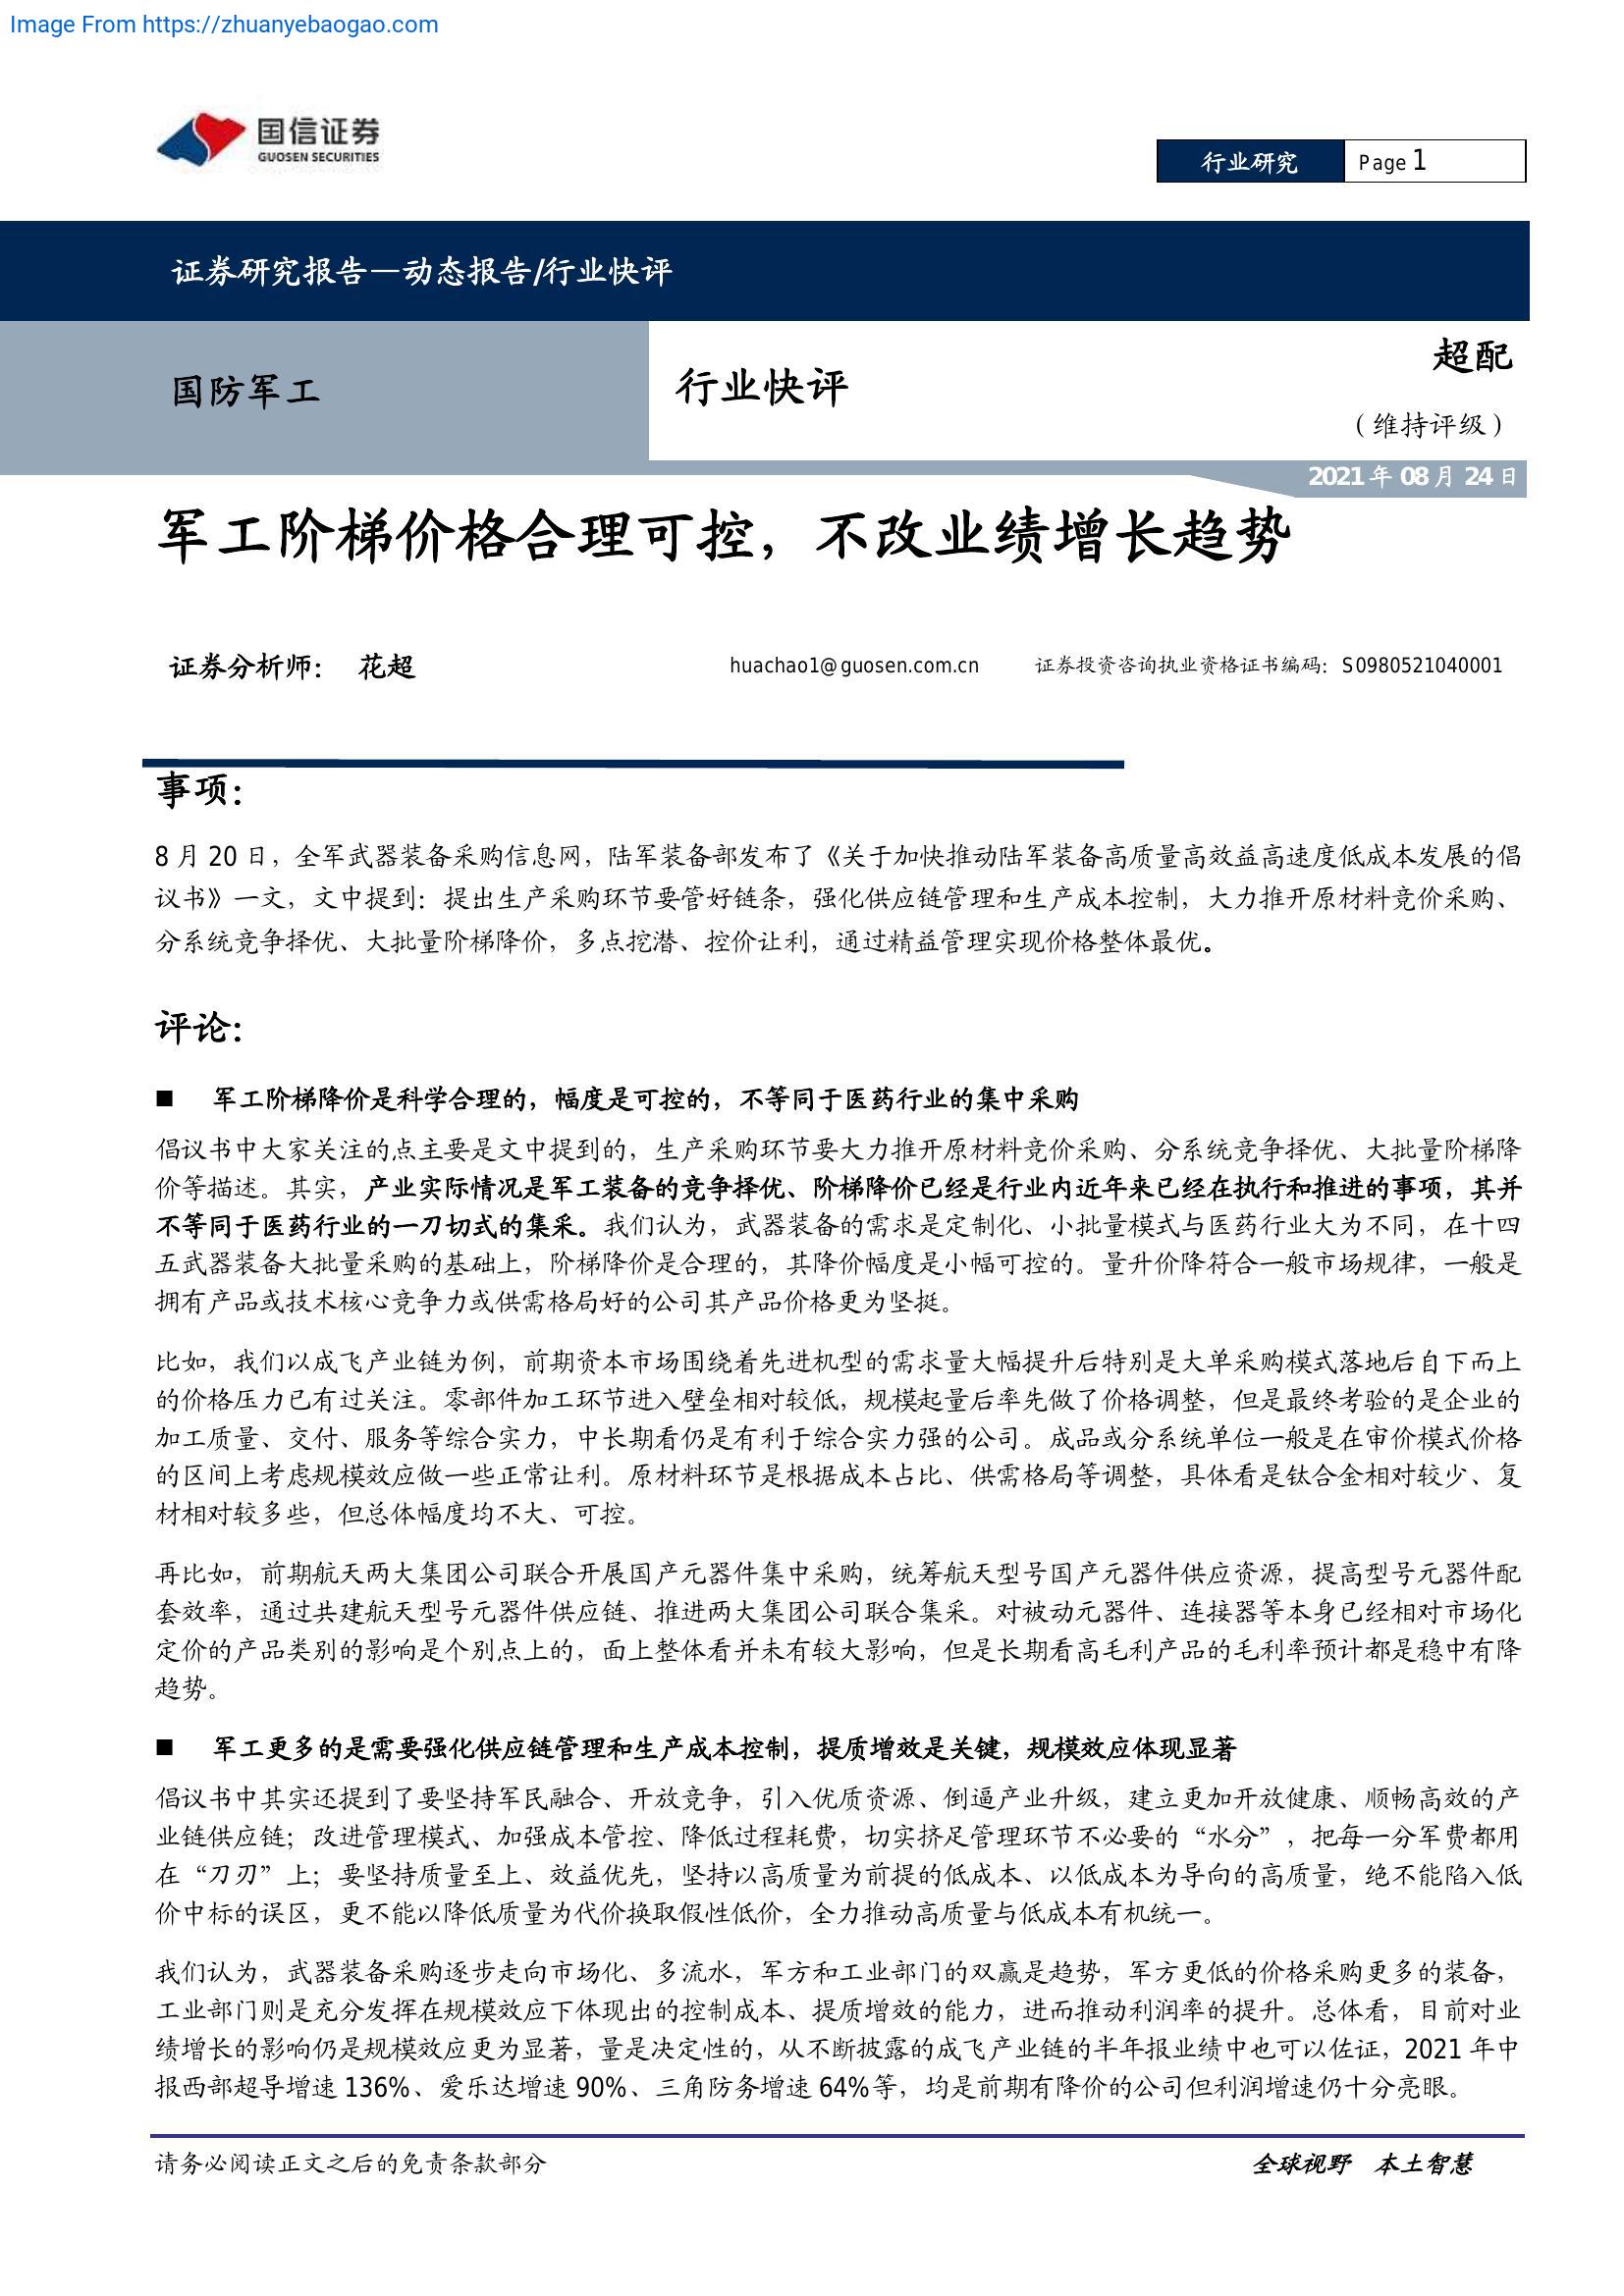 Image From https://zhuanyebaogao.com
国信证券
GUOSEN SECURITIES
行业研究
Page 1
证券研究报告—动态报告/行业快评
国防军工
行业快评
超配
（维持评级）
2021 年 08 月 24 日
军工阶梯价格合理可控，不改业绩增长趋势
证券分析师： 花超 huachao1@guosen.com.cn 证券投资咨询执业资格证书编码：S0980521040001
事项：
8 月 20 日，全军武器装备采购信息网，陆军装备部发布了《关于加快推动陆军装备高质量高效益高速度低成本发展的倡
议书》一文，文中提到：提出生产采购环节要管好链条，强化供应链管理和生产成本控制，大力推开原材料竞价采购、
分系统竞争择优、大批量阶梯降价，多点挖潜、控价让利，通过精益管理实现价格整体最优。
评论：
■ 军工阶梯降价是科学合理的，幅度是可控的，不等同于医药行业的集中采购
倡议书中大家关注的点主要是文中提到的，生产采购环节要大力推开原材料竞价采购、分系统竞争择优、大批量阶梯降
价等描述。其实，产业实际情况是军工装备的竞争择优、阶梯降价已经是行业内近年来已经在执行和推进的事项，其并
不等同于医药行业的一刀切式的集采。我们认为，武器装备的需求是定制化、小批量模式与医药行业大为不同，在十四
五武器装备大批量采购的基础上，阶梯降价是合理的，其降价幅度是小幅可控的。量升价降符合一般市场规律，一般是
拥有产品或技术核心竞争力或供需格局好的公司其产品价格更为坚挺。
比如，我们以成飞产业链为例，前期资本市场围绕着先进机型的需求量大幅提升后特别是大单采购模式落地后自下而上
的价格压力已有过关注。零部件加工环节进入壁垒相对较低，规模起量后率先做了价格调整，但是最终考验的是企业的
加工质量、交付、服务等综合实力，中长期看仍是有利于综合实力强的公司。成品或分系统单位一般是在审价模式价格
的区间上考虑规模效应做一些正常让利。原材料环节是根据成本占比、供需格局等调整，具体看是钛合金相对较少、复
材相对较多些，但总体幅度均不大、可控。
再比如，前期航天两大集团公司联合开展国产元器件集中采购，统筹航天型号国产元器件供应资源，提高型号元器件配
套效率，通过共建航天型号元器件供应链、推进两大集团公司联合集采。对被动元器件、连接器等本身已经相对市场化
定价的产品类别的影响是个别点上的，面上整体看并未有较大影响，但是长期看高毛利产品的毛利率预计都是稳中有降
趋势。
■ 军工更多的是需要强化供应链管理和生产成本控制，提质增效是关键，规模效应体现显著
倡议书中其实还提到了要坚持军民融合、开放竞争，引入优质资源、倒逼产业升级，建立更加开放健康、顺畅高效的产
业链供应链；改进管理模式、加强成本管控、降低过程耗费，切实挤足管理环节不必要的“水分”，把每一分军费都用
在“刀刃”上；要坚持质量至上、效益优先，坚持以高质量为前提的低成本、以低成本为导向的高质量，绝不能陷入低
价中标的误区，更不能以降低质量为代价换取假性低价，全力推动高质量与低成本有机统一。
我们认为，武器装备采购逐步走向市场化、多流水，军方和工业部门的双赢是趋势，军方更低的价格采购更多的装备，
工业部门则是充分发挥在规模效应下体现出的控制成本、提质增效的能力，进而推动利润率的提升。总体看，目前对业
绩增长的影响仍是规模效应更为显著，量是决定性的，从不断披露的成飞产业链的半年报业绩中也可以佐证，2021 年中
报西部超导增速 136%、爱乐达增速 90%、三角防务增速 64%等，均是前期有降价的公司但利润增速仍十分亮眼。
请务必阅读正文之后的免责条款部分
全球视野 本土智慧